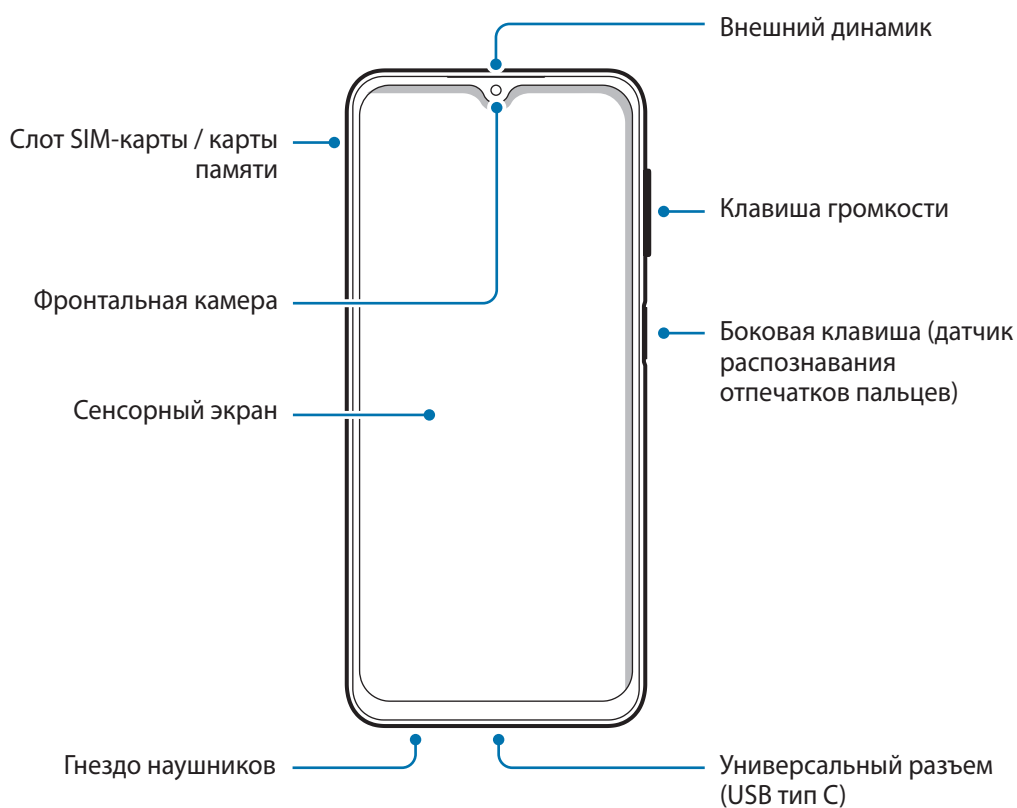 Внешний динамик
Слот SIM-карты / карты
памяти
Клавиша громкости
Фронтальная камера
Боковая клавиша (датчик
распознавания
отпечатков пальцев)
Сенсорный экран
Гнездо наушников
Универсальный разъем
(USB тип C)